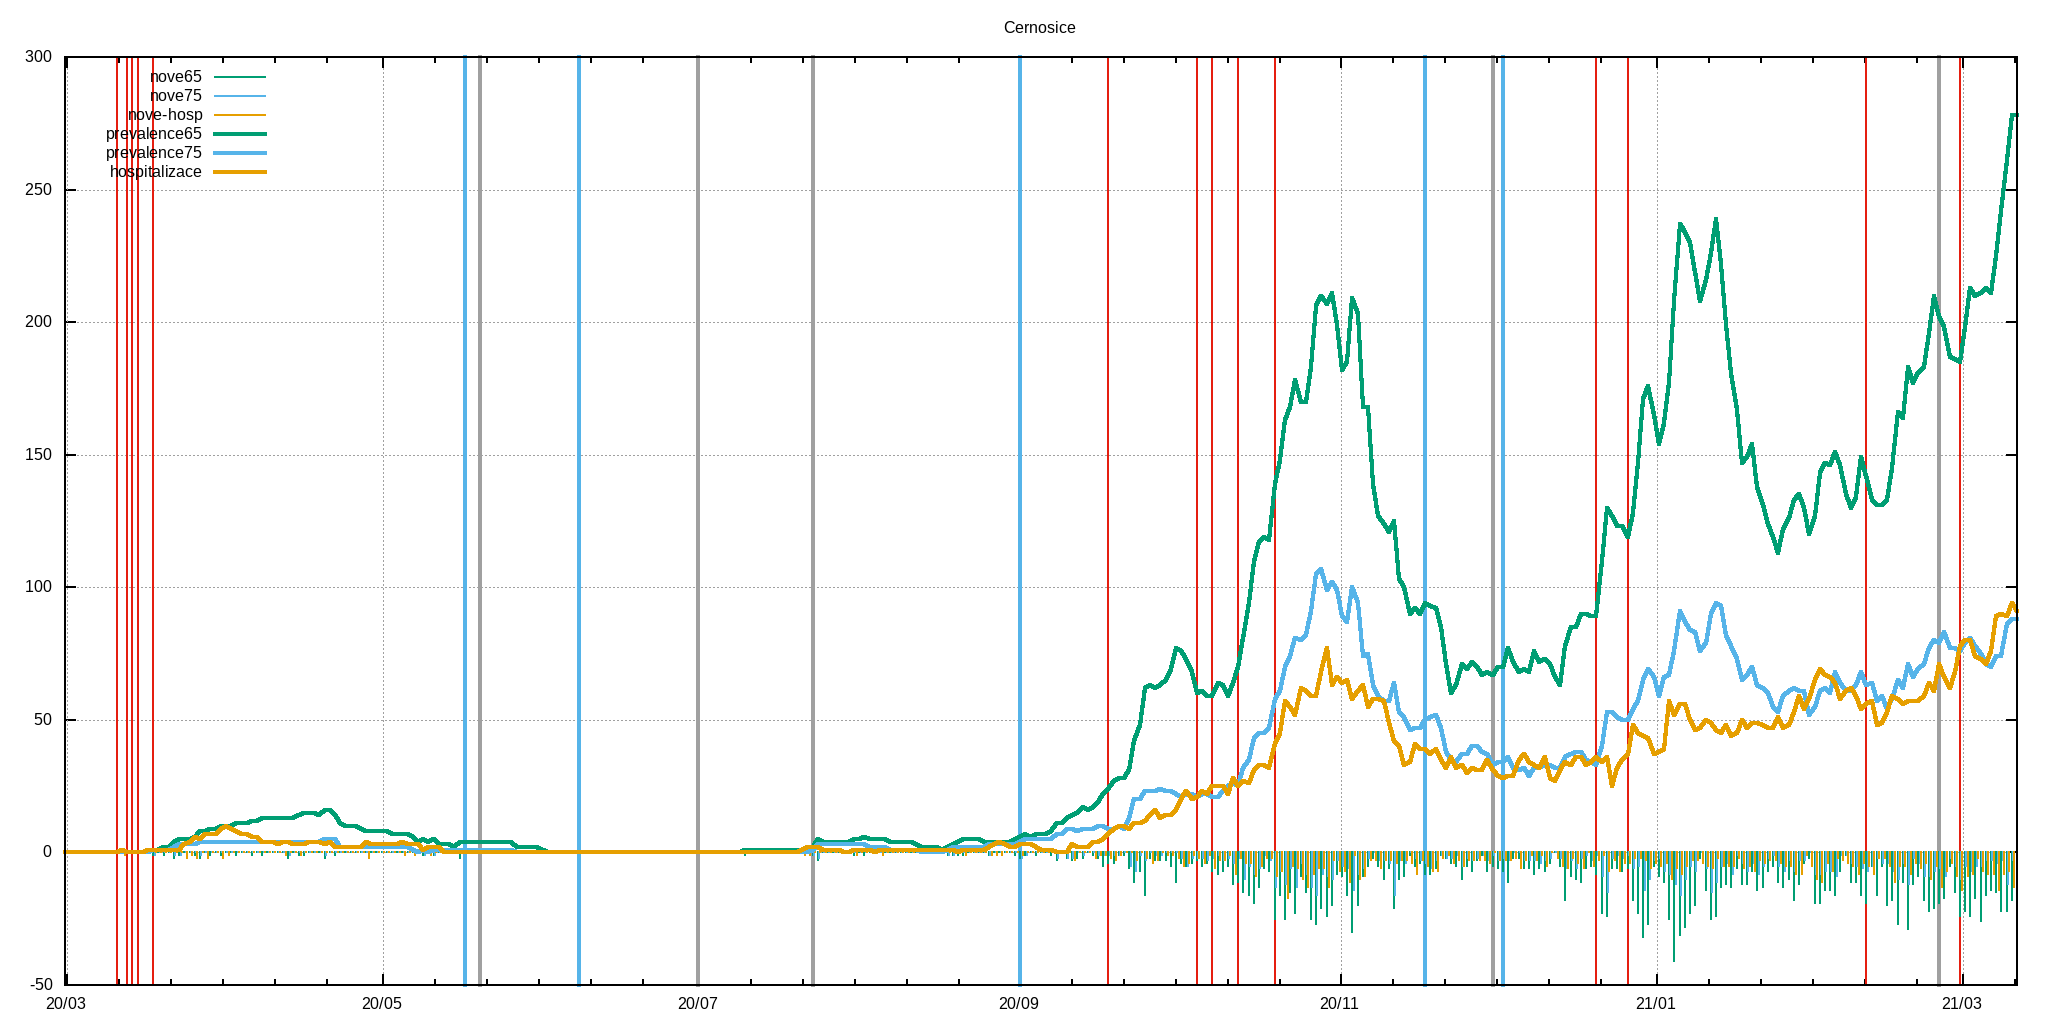 Cernosice
300
nove65
nove75
nove-hosp
prevalence65
prevalence75
hospitalizace
250
200
150
100
50
0
-50
20/03 20/05 20/07 20/09 20/11 21/01 21/03